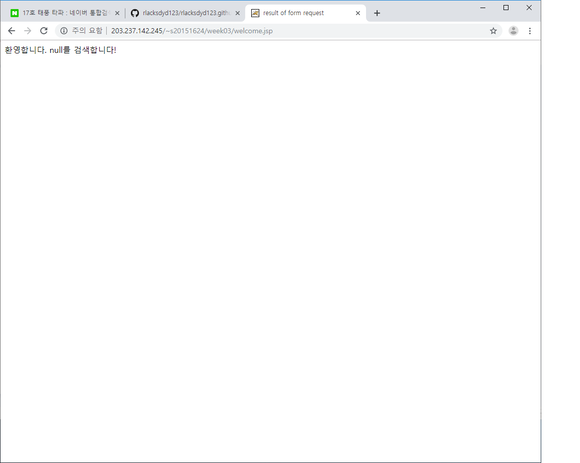 17호 태풍 타파 : 네이버 통합검
rlacksdyd123/rlacksdyd123.gith
result of form request
주의 요함
203.237.142.245/~s20151624/week03/welcome.jsp
환영합니다. null를 검색합니다!